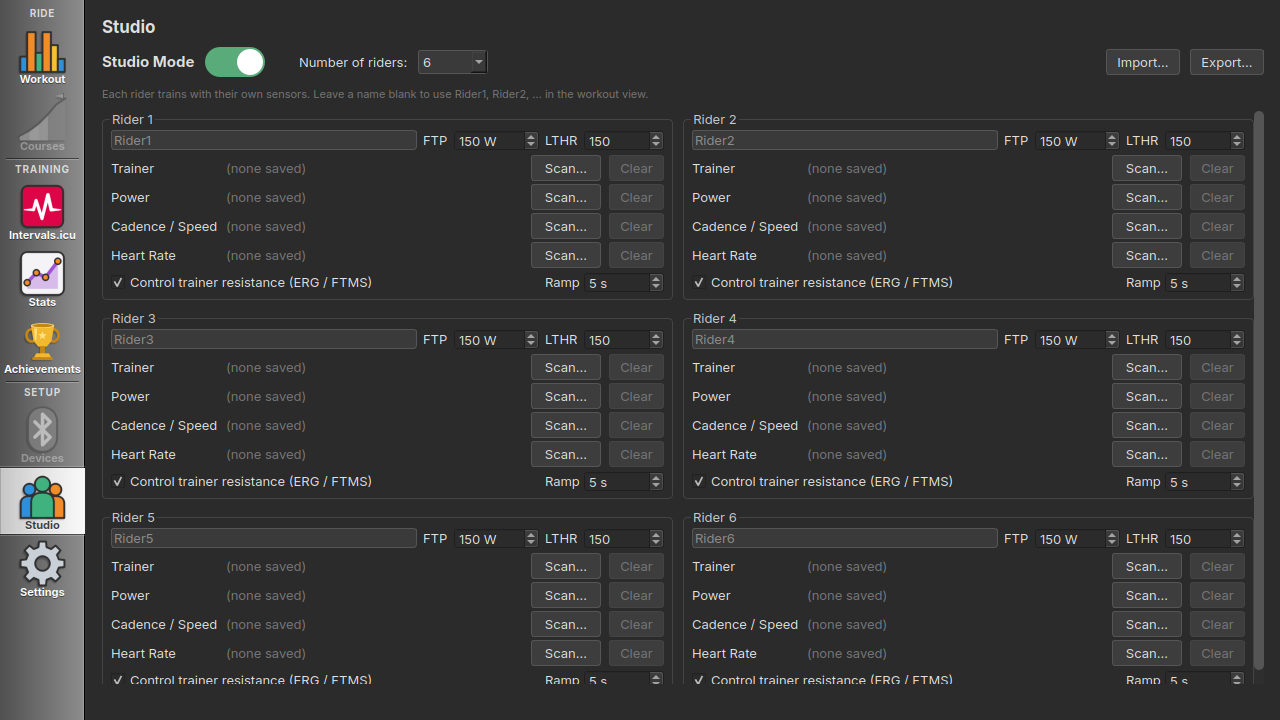 RIDE
Workout
Courses
TRAINING
Intervals.icu
Stats
Achievements
SETUP
Devices
Studio
Settings
Studio
Studio Mode Number of riders: 6 Import... Export...
Each rider trains with their own sensors. Leave a name blank to use Rider1, Rider2, ... in the workout view.
Rider 1
Rider1 FTP 150 W LTHR 150
Trainer (none saved) Scan... Clear
Power (none saved) Scan... Clear
Cadence / Speed (none saved) Scan... Clear
Heart Rate (none saved) Scan... Clear
Control trainer resistance (ERG / FTMS) Ramp 5 s
Rider 2
Rider2 FTP 150 W LTHR 150
Trainer (none saved) Scan... Clear
Power (none saved) Scan... Clear
Cadence / Speed (none saved) Scan... Clear
Heart Rate (none saved) Scan... Clear
Control trainer resistance (ERG / FTMS) Ramp 5 s
Rider 3
Rider3 FTP 150 W LTHR 150
Trainer (none saved) Scan... Clear
Power (none saved) Scan... Clear
Cadence / Speed (none saved) Scan... Clear
Heart Rate (none saved) Scan... Clear
Control trainer resistance (ERG / FTMS) Ramp 5 s
Rider 4
Rider4 FTP 150 W LTHR 150
Trainer (none saved) Scan... Clear
Power (none saved) Scan... Clear
Cadence / Speed (none saved) Scan... Clear
Heart Rate (none saved) Scan... Clear
Control trainer resistance (ERG / FTMS) Ramp 5 s
Rider 5
Rider5 FTP 150 W LTHR 150
Trainer (none saved) Scan... Clear
Power (none saved) Scan... Clear
Cadence / Speed (none saved) Scan... Clear
Heart Rate (none saved) Scan... Clear
Control trainer resistance (ERG / FTMS) Ramp 5 s
Rider 6
Rider6 FTP 150 W LTHR 150
Trainer (none saved) Scan... Clear
Power (none saved) Scan... Clear
Cadence / Speed (none saved) Scan... Clear
Heart Rate (none saved) Scan... Clear
Control trainer resistance (ERG / FTMS) Ramp 5 s